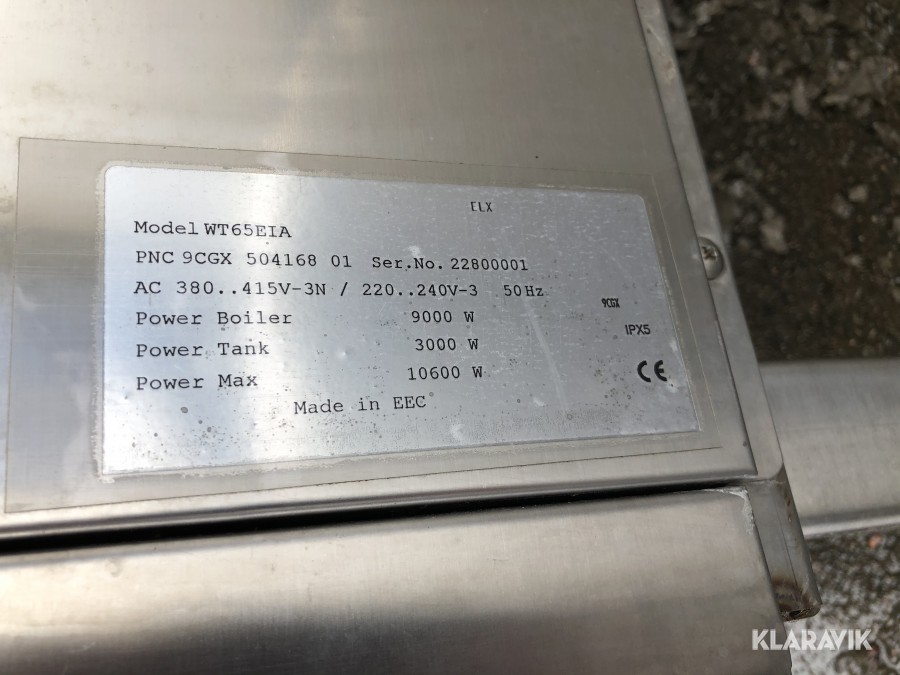 ELX
Model WT65EIA
PNC 9CGX 504168 01 Ser.No. 22800001
AC 380..415V-3N / 220..240V-3 50Hz
9CGX
Power Boiler 9000 W
IPX5
Power Tank 3000 W
Power Max 10600 W
CE
Made in EEC
KLARAVIK